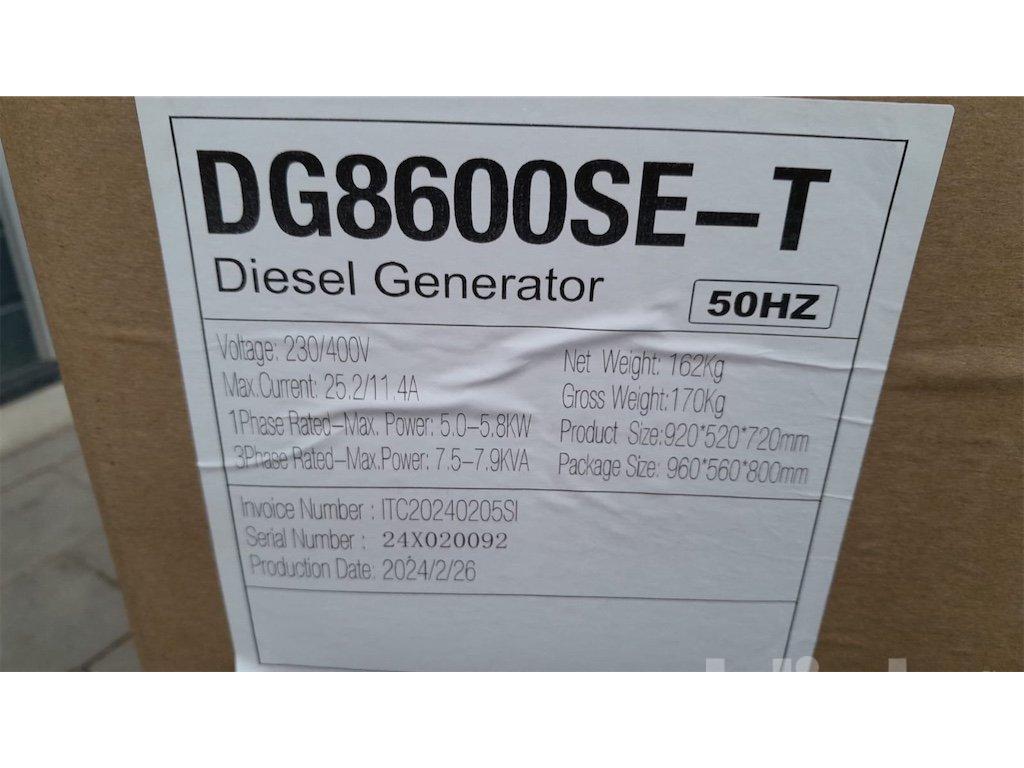 DG8600SE-T
Diesel Generator
50HZ
Voltage: 230/400V
Max.Current: 25.2/11.4A
1Phase Rated-Max. Power: 5.0-5.8KW
3Phase Rated-Max.Power: 7.5-7.9KVA
Net Weight: 162Kg
Gross Weight:170Kg
Product Size:920*520*720mm
Package Size: 960*560*800mm
Invoice Number : ITC20240205SI
Serial Number : 24X020092
Production Date: 2024/2/26